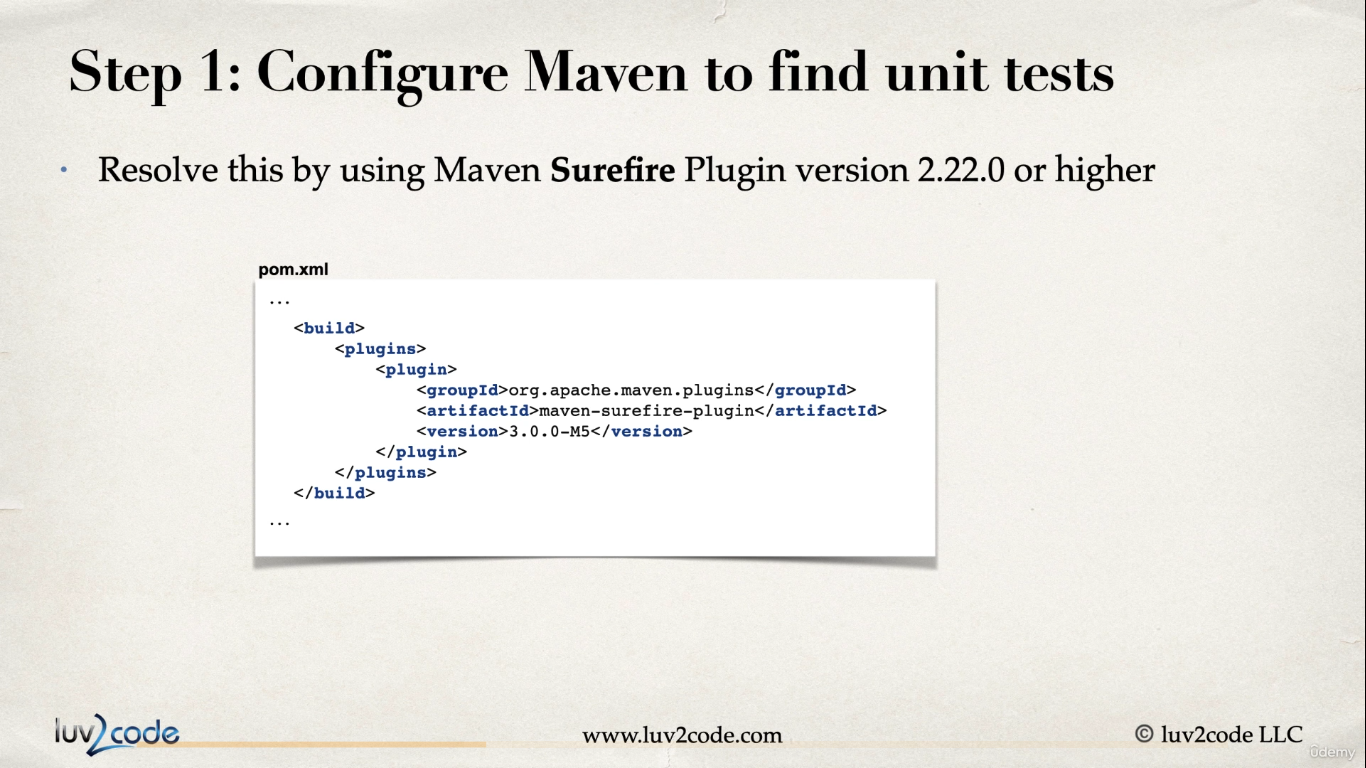 Step 1: Configure Maven to find unit tests
• Resolve this by using Maven Surefire Plugin version 2.22.0 or higher
pom.xml
...
<build>
<plugins>
<plugin>
<groupId>org.apache.maven.plugins</groupId>
<artifactId>maven-surefire-plugin</artifactId>
<version>3.0.0-M5</version>
</plugin>
</plugins>
</build>
...
luv2code
www.luv2code.com
© luv2code LLC
ûdemy